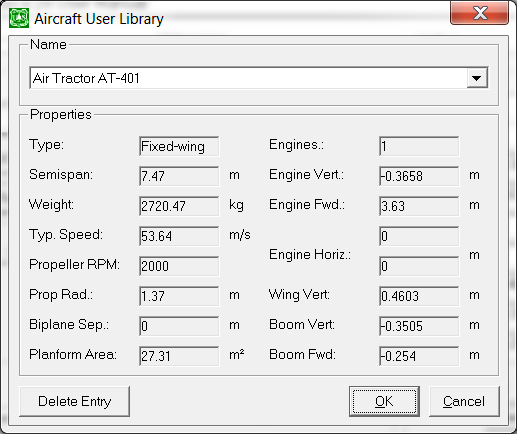 Aircraft User Library
Name
Air Tractor AT-401
Properties
Type: Fixed-wing
Semispan: 7.47 m
Weight: 2720.47 kg
Typ. Speed: 53.64 m/s
Propeller RPM: 2000
Prop Rad.: 1.37 m
Biplane Sep.: 0 m
Planform Area: 27.31 m²
Engines.: 1
Engine Vert.: -0.3658 m
Engine Fwd.: 3.63 m
0
Engine Horiz.: m
0
Wing Vert: 0.4603 m
Boom Vert: -0.3505 m
Boom Fwd: -0.254 m
Delete Entry
OK
Cancel